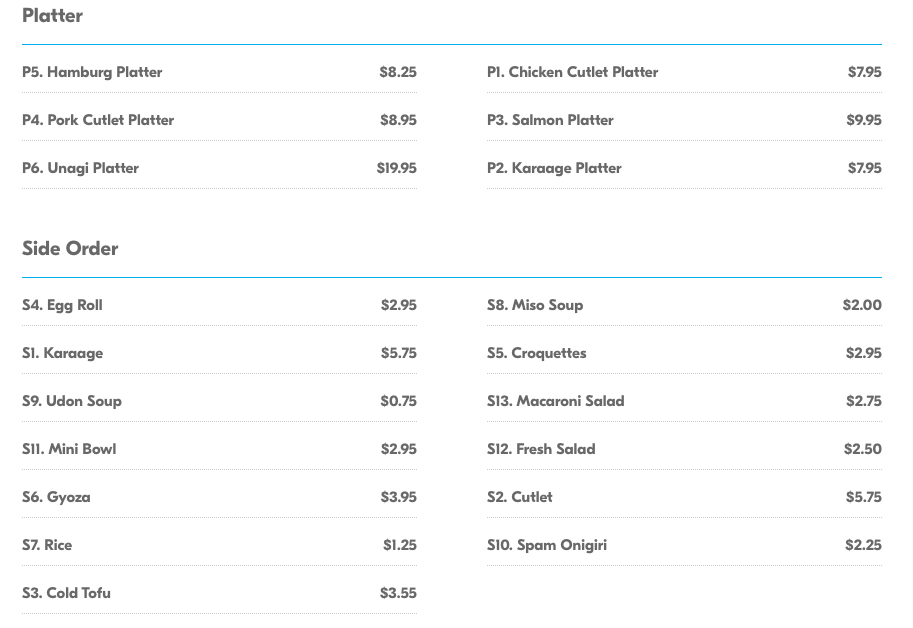 Platter
P5. Hamburg Platter $8.25
P1. Chicken Cutlet Platter $7.95
P4. Pork Cutlet Platter $8.95
P3. Salmon Platter $9.95
P6. Unagi Platter $19.95
P2. Karaage Platter $7.95
Side Order
S4. Egg Roll $2.95
S8. Miso Soup $2.00
S1. Karaage $5.75
S5. Croquettes $2.95
S9. Udon Soup $0.75
S13. Macaroni Salad $2.75
S11. Mini Bowl $2.95
S12. Fresh Salad $2.50
S6. Gyoza $3.95
S2. Cutlet $5.75
S7. Rice $1.25
S10. Spam Onigiri $2.25
S3. Cold Tofu $3.55